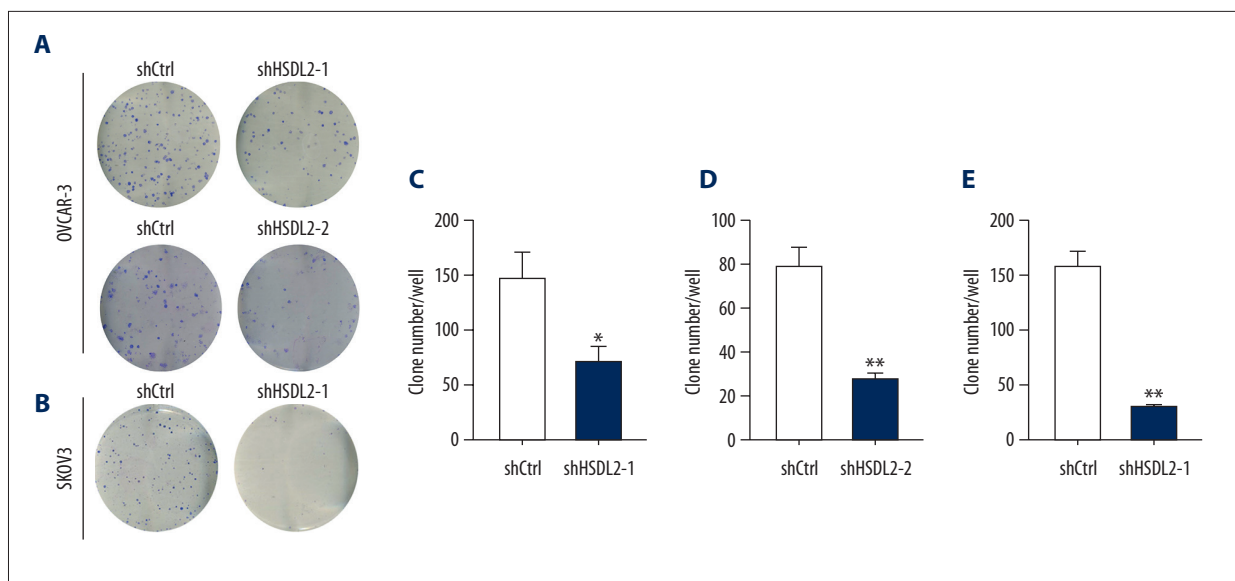 A
shCtrl shHSDL2-1
OVCAR-3
shCtrl shHSDL2-2
B
shCtrl shHSDL2-1
SKOV3
C
Clone number/well
200
150
100
50
0
*
shCtrl shHSDL2-1
D
Clone number/well
100
80
60
40
20
0
**
shCtrl shHSDL2-2
E
Clone number/well
200
150
100
50
0
**
shCtrl shHSDL2-1